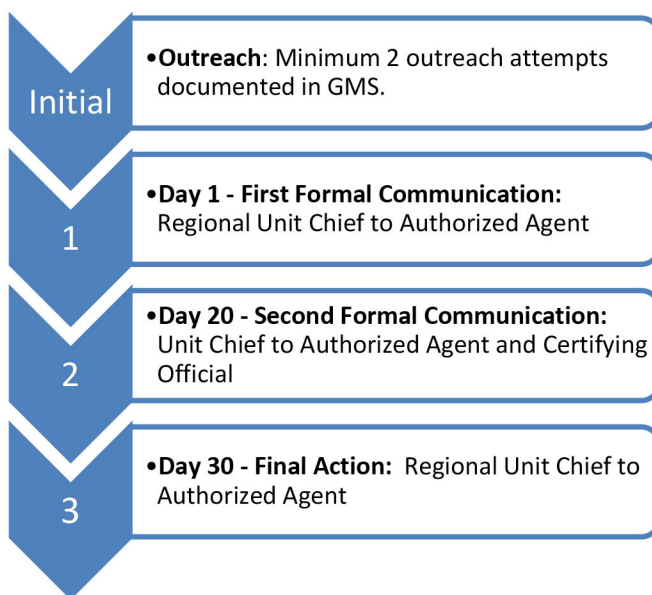 Initial
•Outreach: Minimum 2 outreach attempts
documented in GMS.
1
•Day 1 - First Formal Communication:
Regional Unit Chief to Authorized Agent
2
•Day 20 - Second Formal Communication:
Unit Chief to Authorized Agent and Certifying
Official
3
•Day 30 - Final Action:  Regional Unit Chief to
Authorized Agent